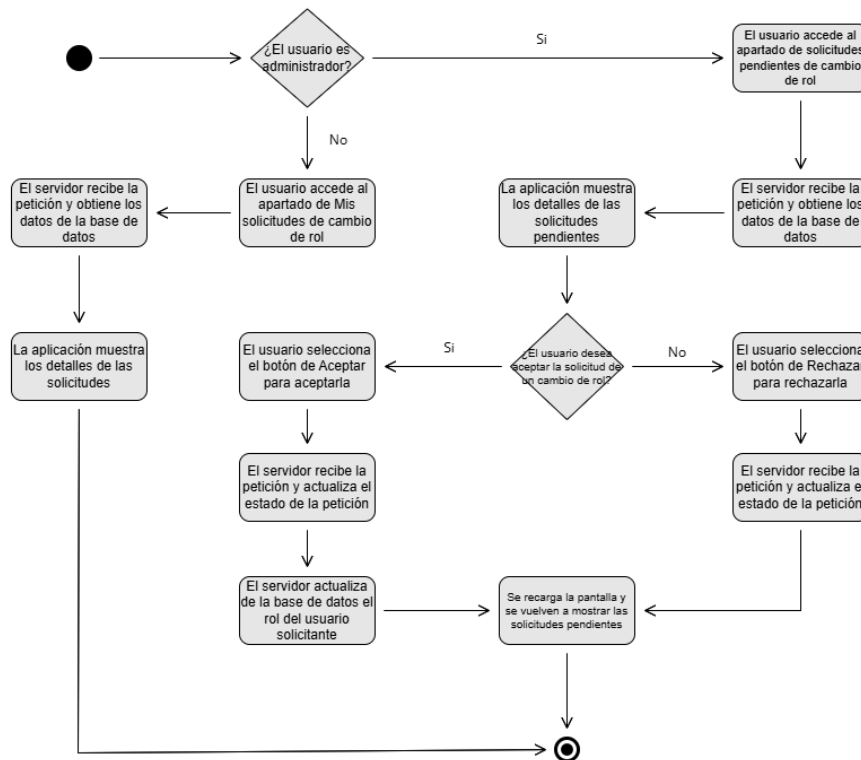 ¿El usuario es
administrador?
Si
El usuario accede al
apartado de solicitudes
pendientes de cambio
de rol
No
El servidor recibe la
petición y obtiene los
datos de la base de
datos
El usuario accede al
apartado de Mis
solicitudes de cambio
de rol
La aplicación muestra
los detalles de las
solicitudes
pendientes
El servidor recibe la
petición y obtiene los
datos de la base de
datos
La aplicación muestra
los detalles de las
solicitudes
El usuario selecciona
el botón de Aceptar
para aceptarla
Si
¿El usuario desea
aceptar la solicitud de
un cambio de rol?
No
El usuario selecciona
el botón de Rechazar
para rechazarla
El servidor recibe la
petición y actualiza el
estado de la petición
El servidor recibe la
petición y actualiza el
estado de la petición
El servidor actualiza
de la base de datos el
rol del usuario
solicitante
Se recarga la pantalla y
se vuelven a mostrar las
solicitudes pendientes